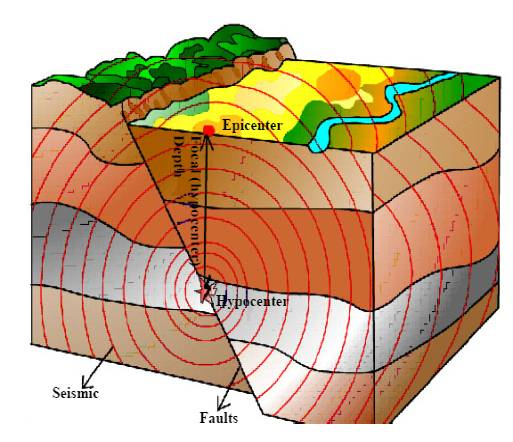 Epicenter
Focal (hypocenter)
Depth
Hypocenter
Seismic
Faults